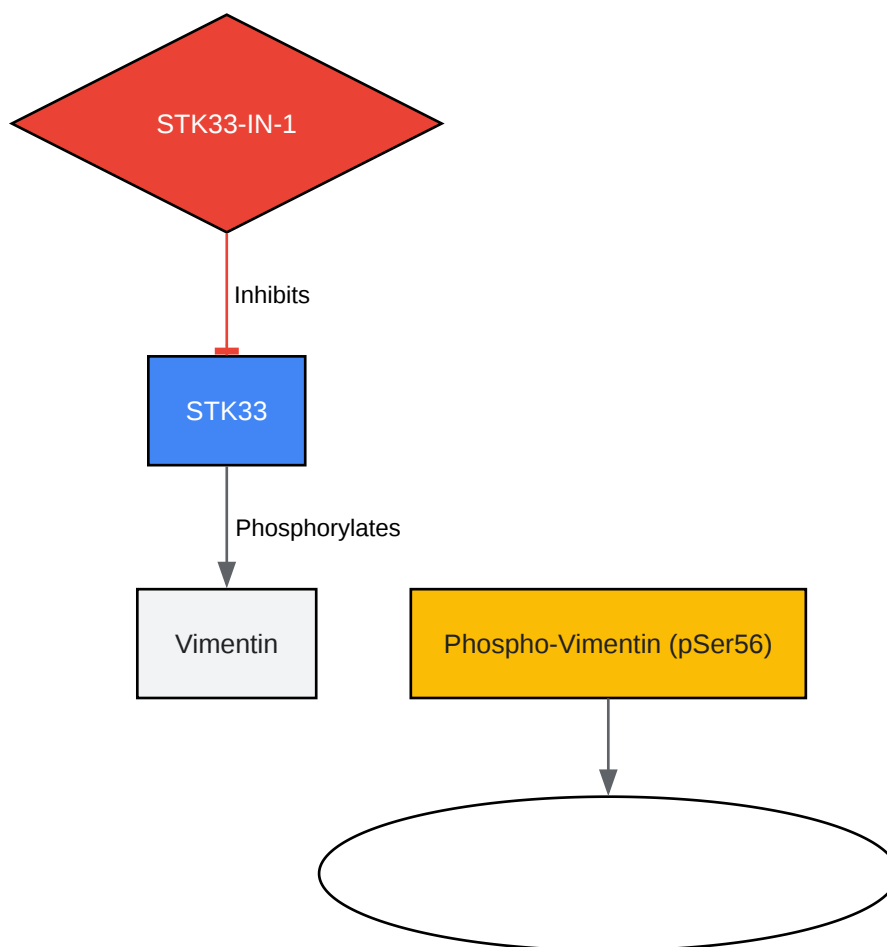 STK33-IN-1
Inhibits
STK33
Phosphorylates
Vimentin
Phospho-Vimentin (pSer56)